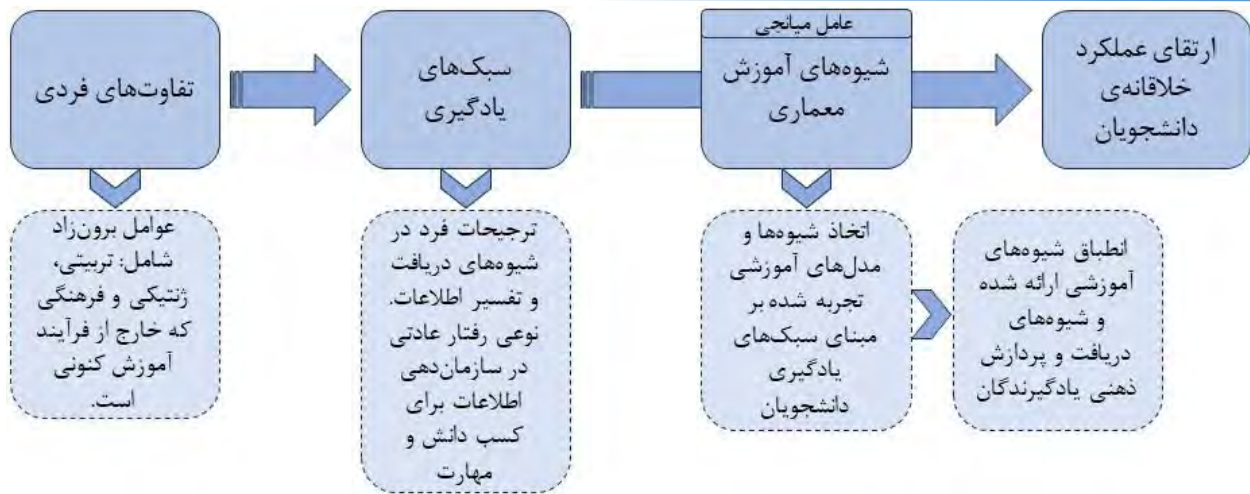 تفاوت‌های فردی
سبک‌های
یادگیری
عامل میانجی
شیوه‌های آموزش
معماری
ارتقای عملکرد
خلاقانه‌ی
دانشجویان
عوامل برون‌زاد
شامل: تربیتی،
ژنتیکی و فرهنگی
که خارج از فرآیند
آموزش کنونی
است.
ترجیحات فرد در
شیوه‌های دریافت
و تفسیر اطلاعات.
نوعی رفتار عادتی
در سازمان‌دهی
اطلاعات برای
کسب دانش و
مهارت
اتخاذ شیوه‌ها و
مدل‌های آموزشی
تجربه شده بر
مبنای سبک‌های
یادگیری
دانشجویان
انطباق شیوه‌های
آموزشی ارائه شده
و شیوه‌های
دریافت و پردازش
ذهنی یادگیرندگان